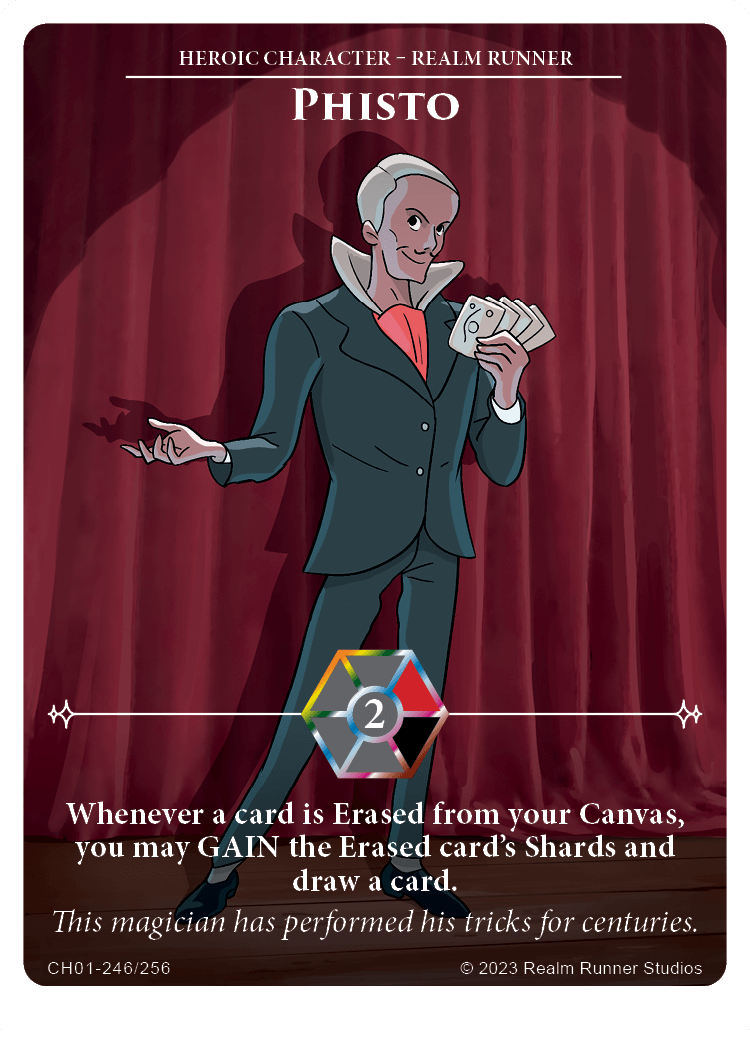 HEROIC CHARACTER – REALM RUNNER
PHISTO
2
Whenever a card is Erased from your Canvas,
you may GAIN the Erased card's Shards and
draw a card.
This magician has performed his tricks for centuries.
CH01-246/256
© 2023 Realm Runner Studios